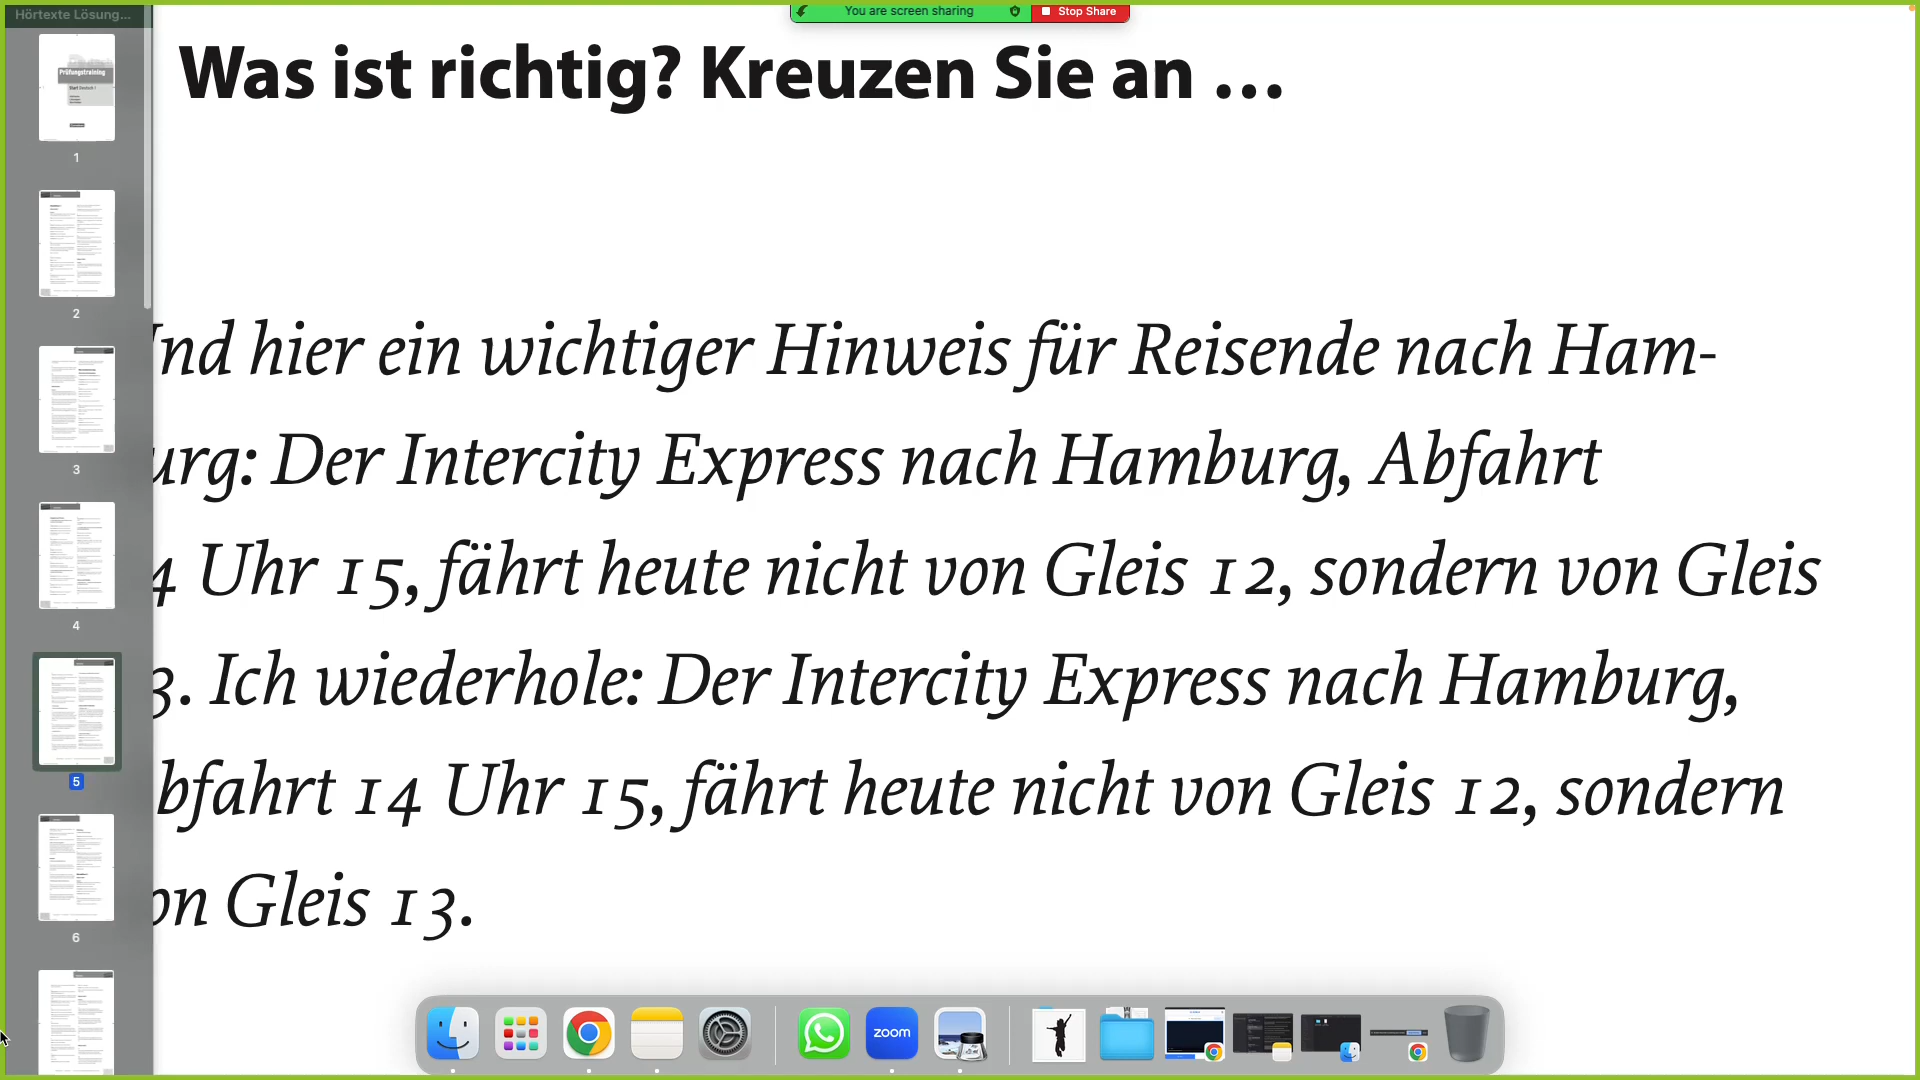 Hörtexte Lösung...
You are screen sharing
Stop Share
Prüfungstraining
1
2
3
4
5
6
Was ist richtig? Kreuzen Sie an ...
nd hier ein wichtiger Hinweis für Reisende nach Ham-
urg: Der Intercity Express nach Hamburg, Abfahrt
4 Uhr 15, fährt heute nicht von Gleis 12, sondern von Gleis
3. Ich wiederhole: Der Intercity Express nach Hamburg,
bfahrt 14 Uhr 15, fährt heute nicht von Gleis 12, sondern
on Gleis 13.
zoom